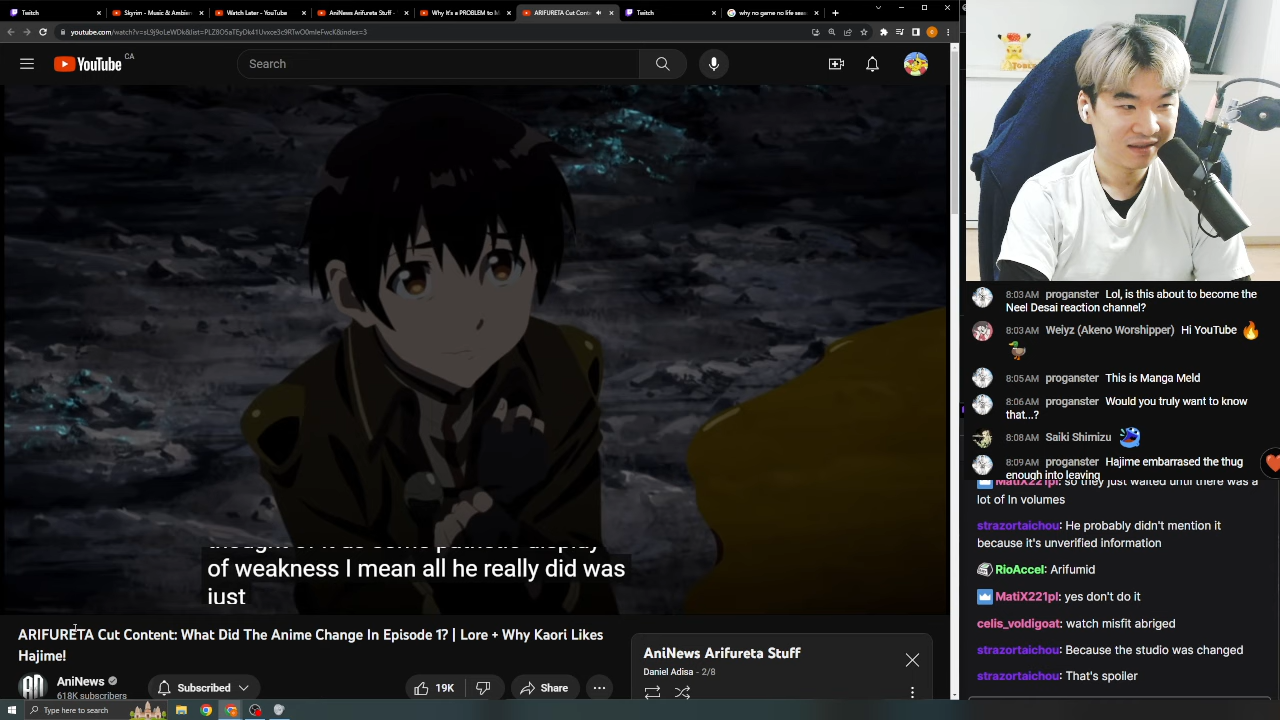 Twitch
Slgrim - Music & Ambien
Watch Later - YouTube
AniNews Arifureta Stuff -
Why It's a PROBLEM to M
ARIFURETA Cut Cont
Twitch
why no game no life seas
youtube.com/watch?v=sL9j9oLeWDk&list=PLZ8O5aTEyDk41Uvxce3c9RTwO0mleFwcK&index=3
YouTube CA
Search
of weakness I mean all he really did was
just
ARIFURETA Cut Content: What Did The Anime Change In Episode 1? | Lore + Why Kaori Likes
Hajime!
AniNews
618K subscribers
Subscribed
19K
Share
AniNews Arifureta Stuff
Daniel Adisa - 2/8
Type here to search
8:03 AM proganster Lol, is this about to become the
Neel Desai reaction channel?
8:03 AM Weiyz (Akeno Worshipper) Hi YouTube
8:05 AM proganster This is Manga Meld
8:06 AM proganster Would you truly want to know
that...?
8:08 AM Saiki Shimizu
8:09 AM proganster Hajime embarrased the thug
enough into leaving
MatiX221pl: so they just waited until there was a
lot of ln volumes
strazortaichou: He probably didn't mention it
because it's unverified information
RioAccel: Arifumid
MatiX221pl: yes don't do it
celis_voldigoat: watch misfit abriged
strazortaichou: Because the studio was changed
strazortaichou: That's spoiler